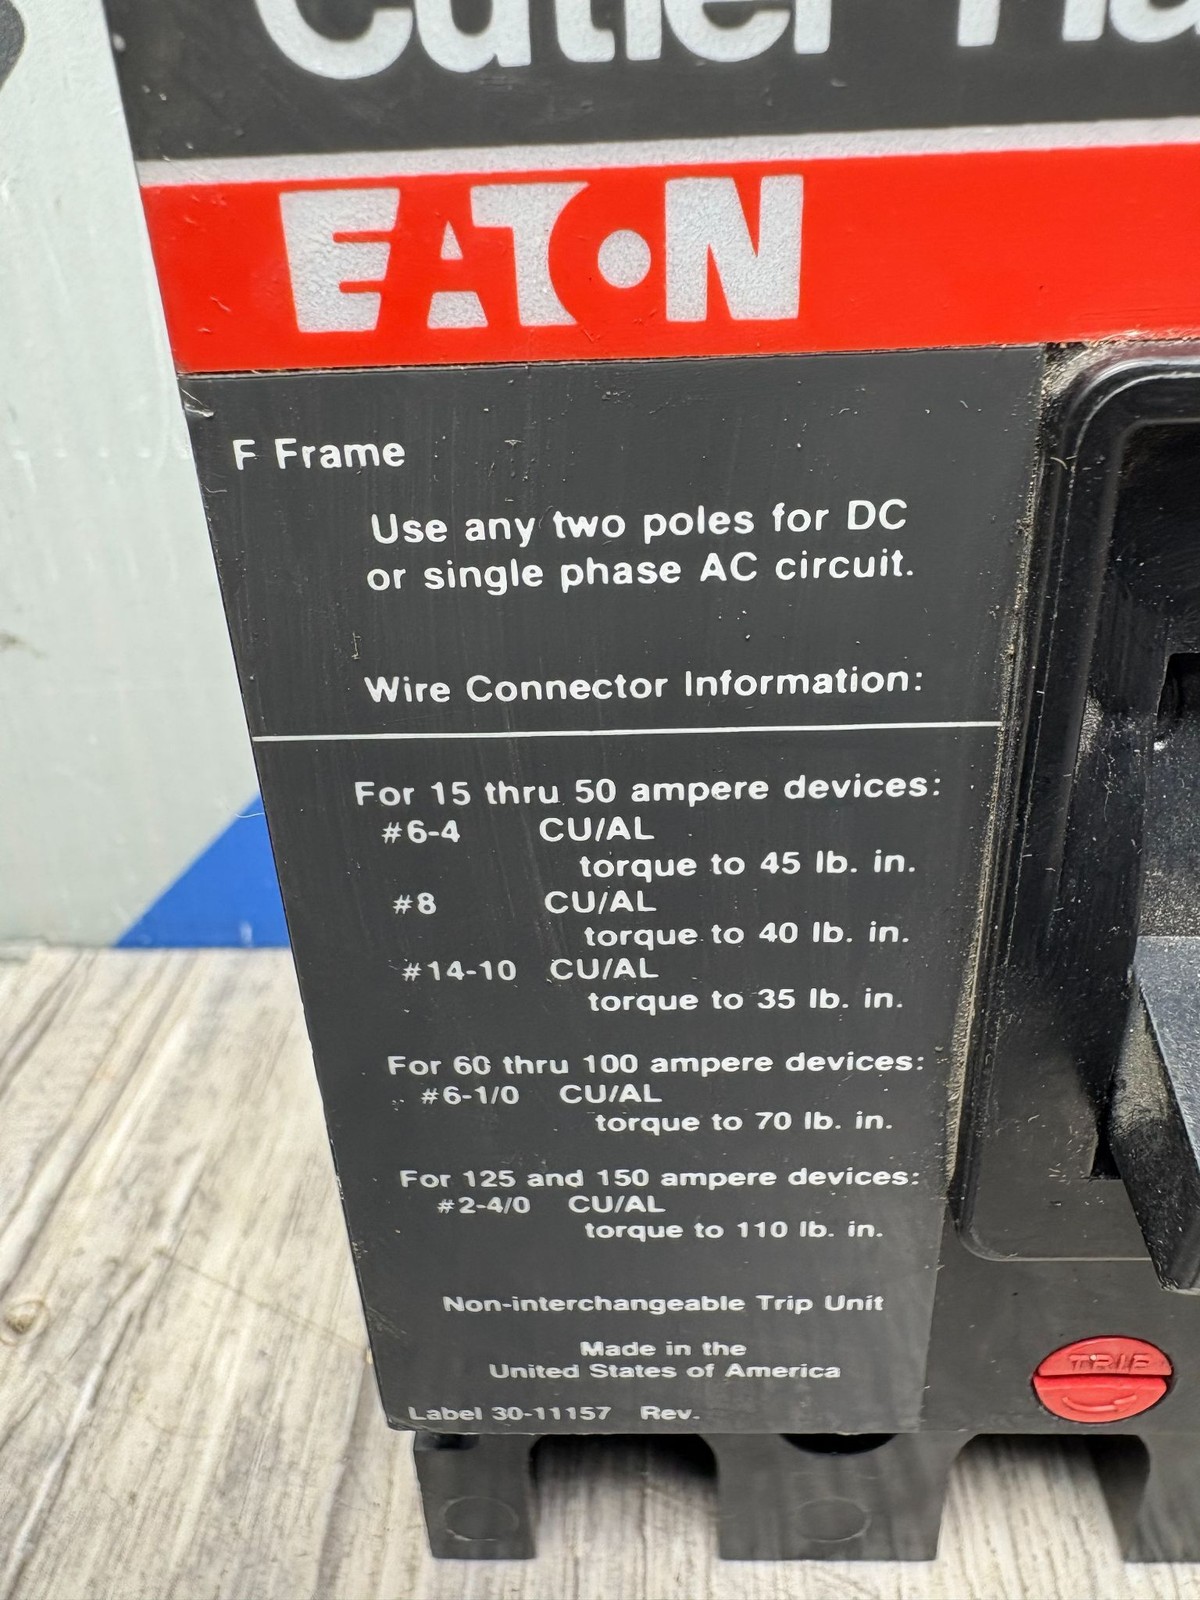 Cutler Ha
EATON
F Frame
Use any two poles for DC
or single phase AC circuit.
Wire Connector Information:
For 15 thru 50 ampere devices:
#6-4 CU/AL
torque to 45 lb. in.
#8 CU/AL
torque to 40 lb. in.
#14-10 CU/AL
torque to 35 lb. in.
For 60 thru 100 ampere devices:
#6-1/0 CU/AL
torque to 70 lb. in.
For 125 and 150 ampere devices:
#2-4/0 CU/AL
torque to 110 lb. in.
Non-interchangeable Trip Unit
TRIP
Made in the
United States of America
Label 30-11157 Rev.